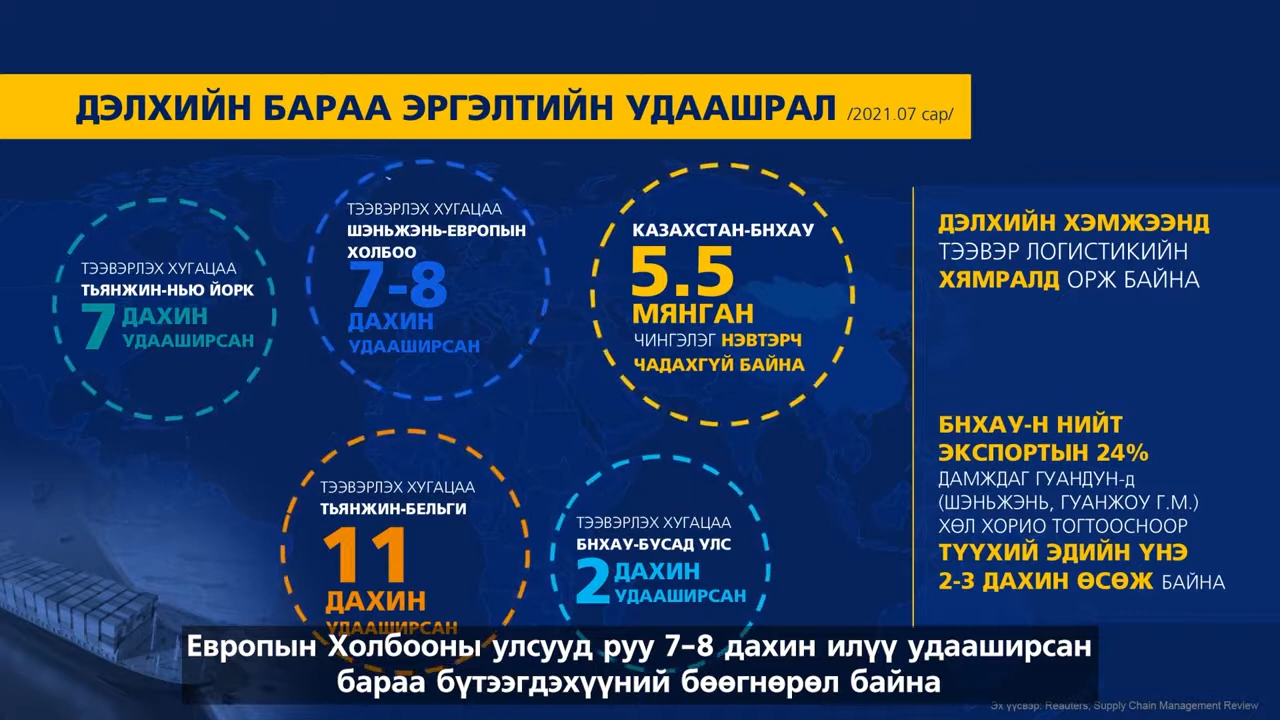 ДЭЛХИЙН БАРАА ЭРГЭЛТИЙН УДААШРАЛ /2021.07 сар/
ТЭЭВЭРЛЭХ ХУГАЦАА
ТЬЯНЖИН-НЬЮ ЙОРК
7 ДАХИН
УДААШИРСАН
ТЭЭВЭРЛЭХ ХУГАЦАА
ШЭНЬЖЭНЬ-ЕВРОПЫН
ХОЛБОО
7-8
ДАХИН
УДААШИРСАН
КАЗАХСТАН-БНХАУ
5.5
МЯНГАН
ЧИНГЭЛЭГ НЭВТЭРЧ
ЧАДАХГҮЙ БАЙНА
ТЭЭВЭРЛЭХ ХУГАЦАА
ТЬЯНЖИН-БЕЛЬГИ
11
ДАХИН
УДААШИРСАН
ТЭЭВЭРЛЭХ ХУГАЦАА
БНХАУ-БУСАД УЛС
2 ДАХИН
УДААШИРСАН
ДЭЛХИЙН ХЭМЖЭЭНД
ТЭЭВЭР ЛОГИСТИКИЙН
ХЯМРАЛД ОРЖ БАЙНА
БНХАУ-Н НИЙТ
ЭКСПОРТЫН 24%
ДАМЖДАГ ГУАНДУН-д
(ШЭНЬЖЭНЬ, ГУАНЖОУ Г.М.)
ХӨЛ ХОРИО ТОГТООСНООР
ТҮҮХИЙ ЭДИЙН ҮНЭ
2-3 ДАХИН ӨСӨЖ БАЙНА
Европын Холбооны улсууд руу 7-8 дахин илүү удааширсан
бараа бүтээгдэхүүний бөөгнөрөл байна
Эх үүсвэр: Reauters, Supply Chain Management Review